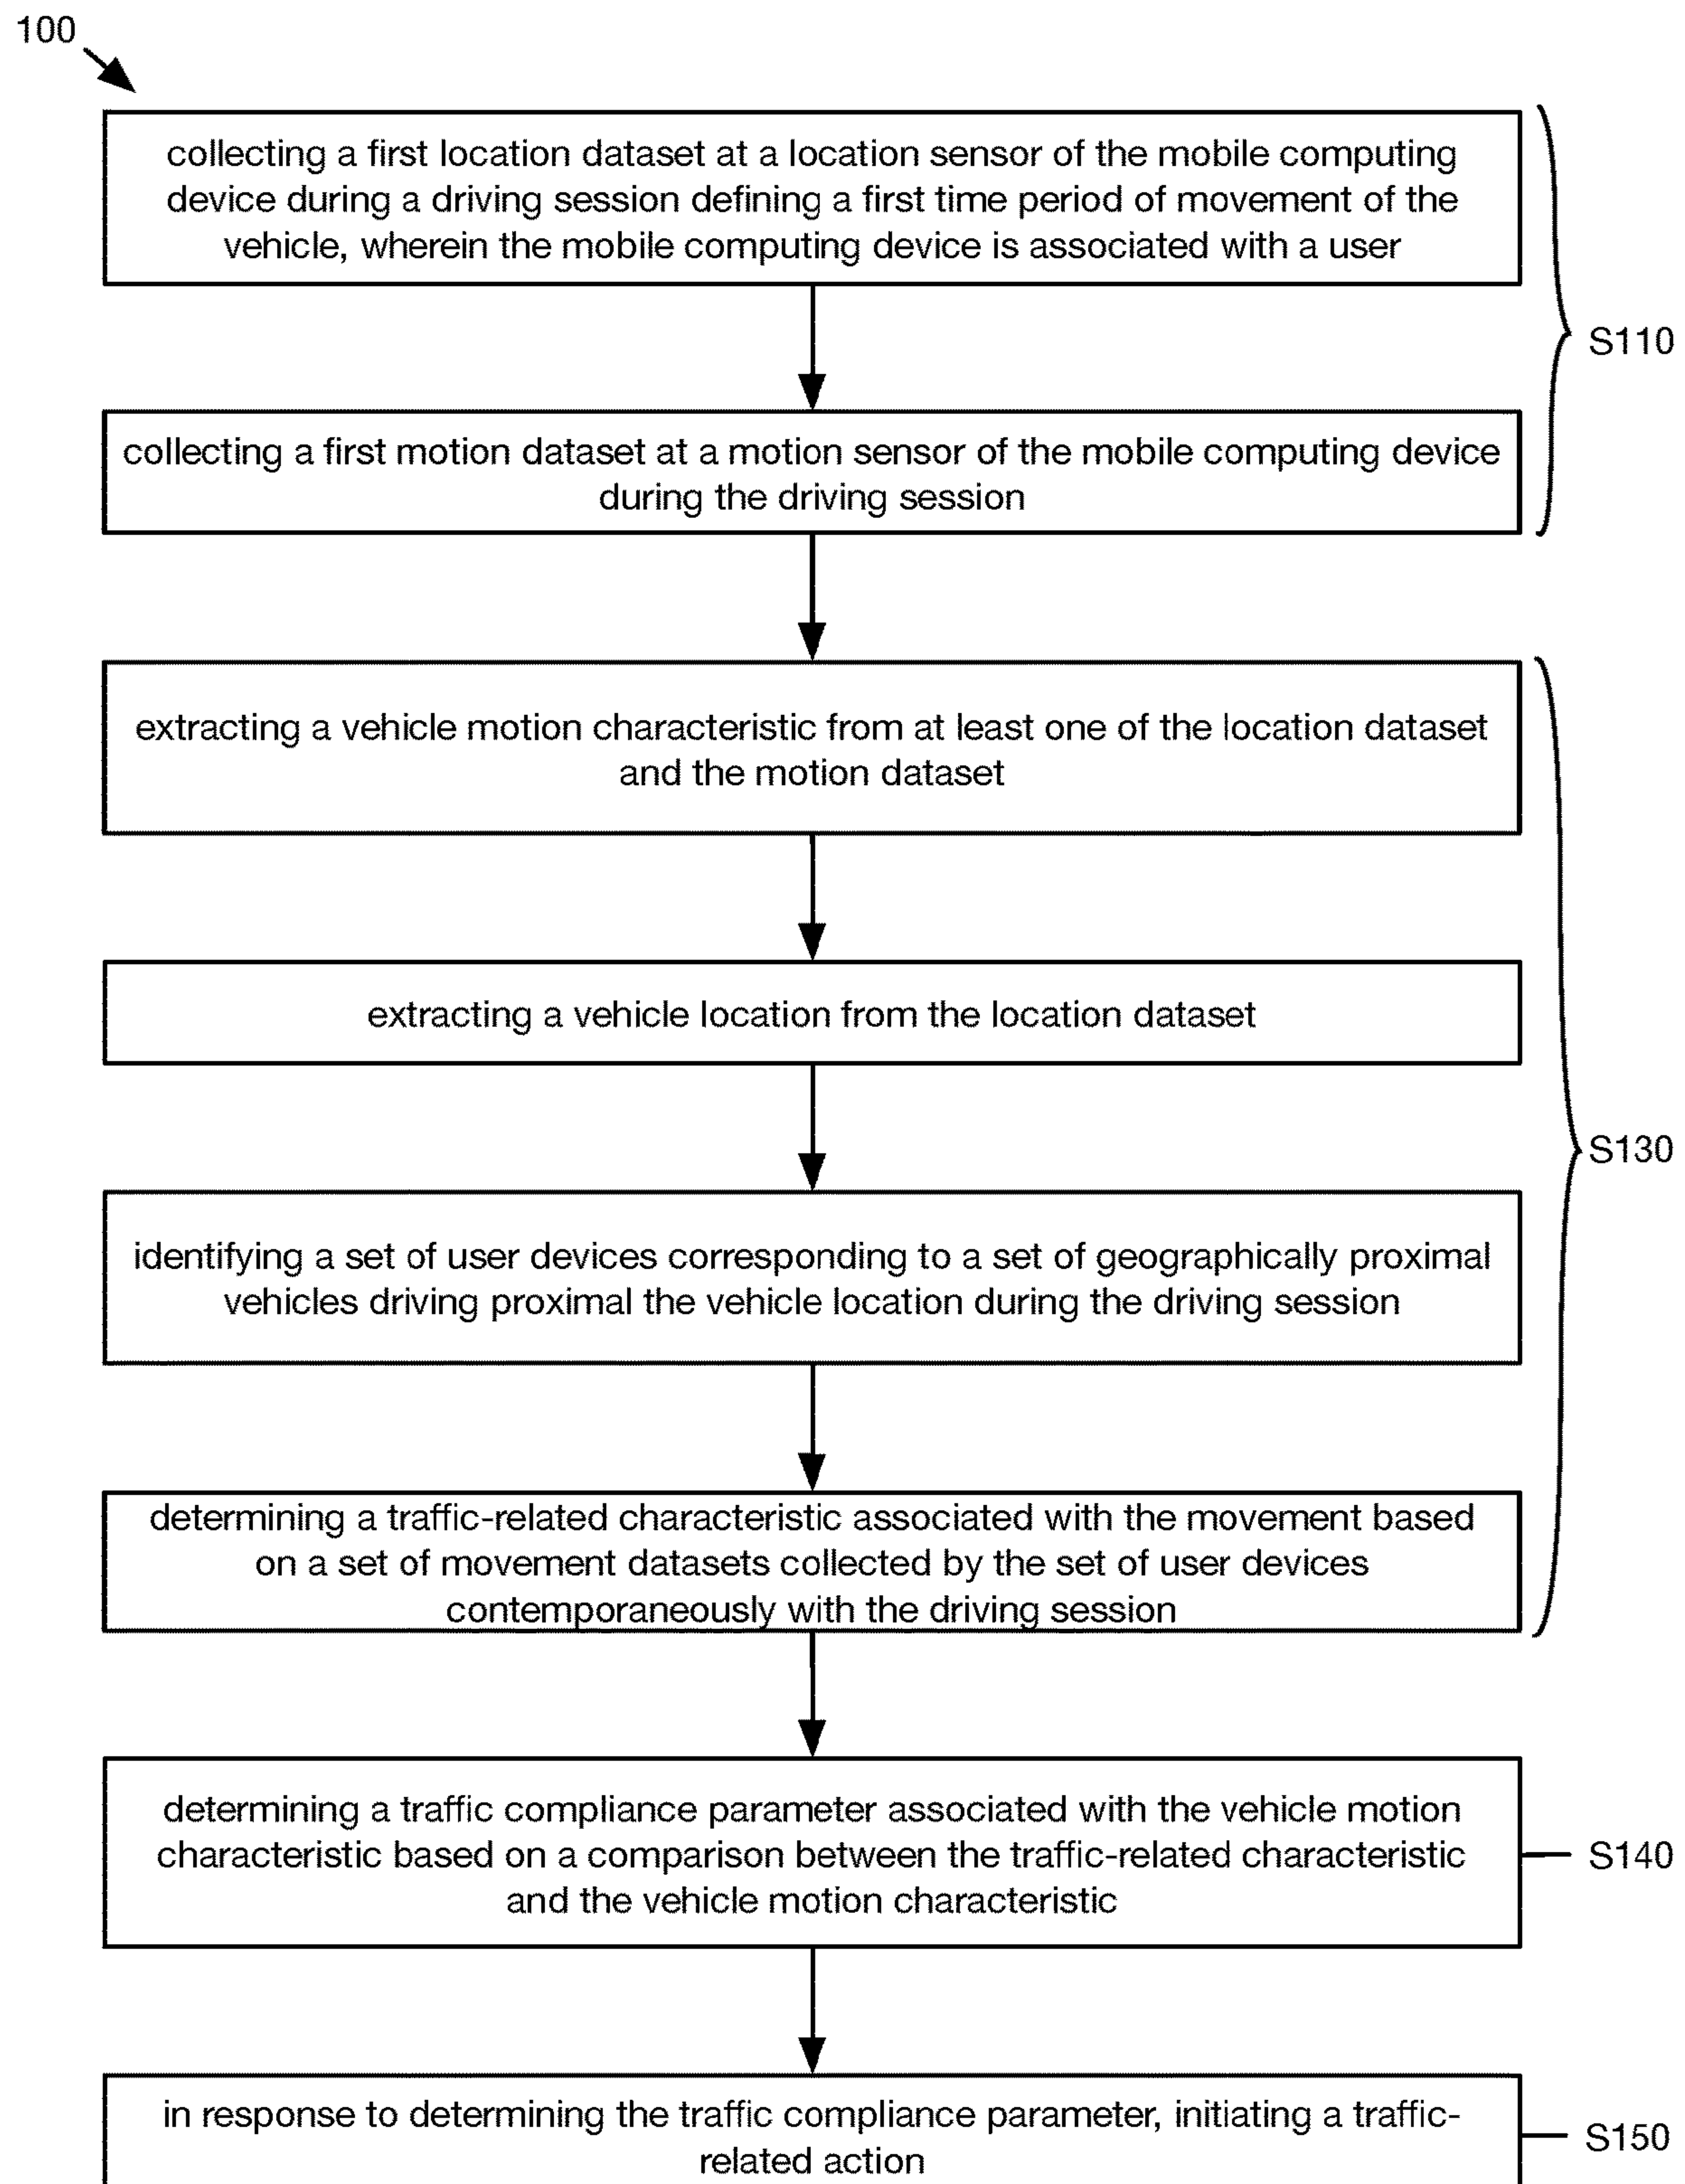 100
collecting a first location dataset at a location sensor of the mobile computing
device during a driving session defining a first time period of movement of the
vehicle, wherein the mobile computing device is associated with a user
S110
collecting a first motion dataset at a motion sensor of the mobile computing device
during the driving session
extracting a vehicle motion characteristic from at least one of the location dataset
and the motion dataset
extracting a vehicle location from the location dataset
S130
identifying a set of user devices corresponding to a set of geographically proximal
vehicles driving proximal the vehicle location during the driving session
determining a traffic-related characteristic associated with the movement based
on a set of movement datasets collected by the set of user devices
contemporaneously with the driving session
determining a traffic compliance parameter associated with the vehicle motion
characteristic based on a comparison between the traffic-related characteristic
and the vehicle motion characteristic
S140
in response to determining the traffic compliance parameter, initiating a traffic-
related action
S150